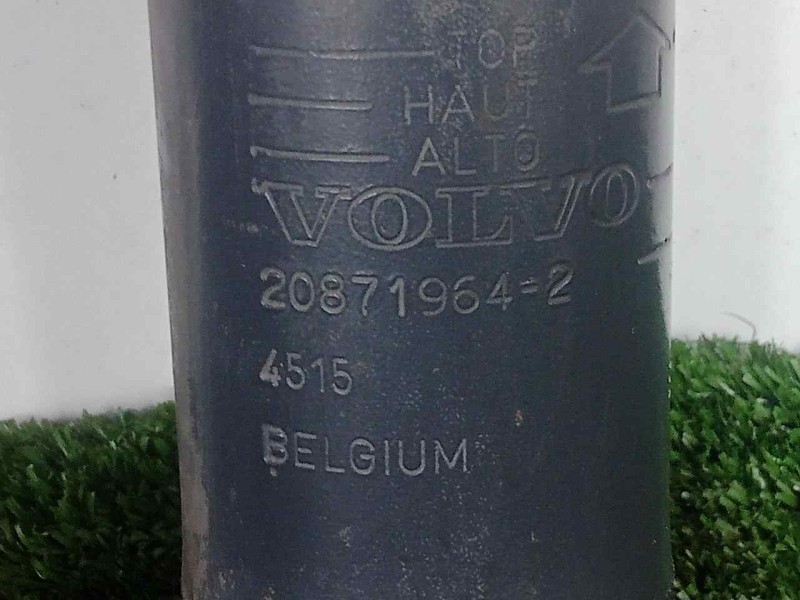 TOP
HAUT
ALTO
VOLVO
20871964-2
4515
BELGIUM